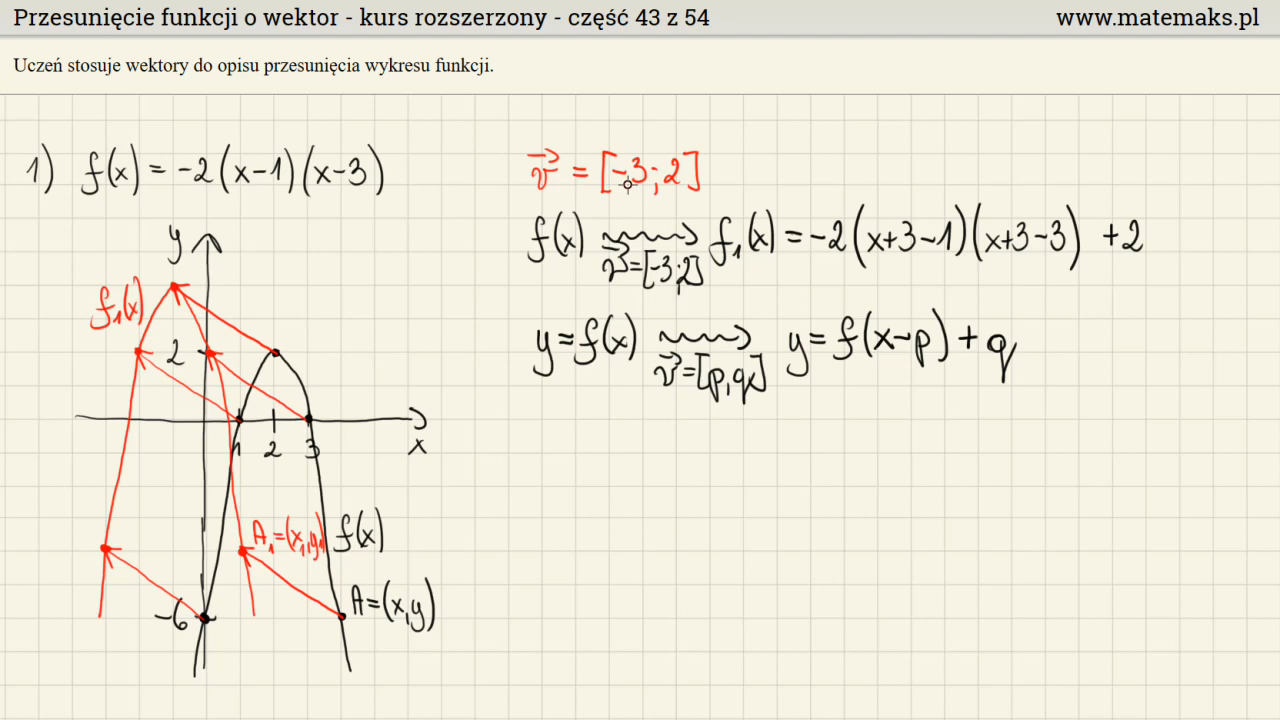 Przesunięcie funkcji o wektor - kurs rozszerzony - część 43 z 54
www.matemaks.pl
Uczeń stosuje wektory do opisu przesunięcia wykresu funkcji.
1) f(x) = -2(x-1)(x-3)
v⃗ = [-3;2]
f(x) ⇝ f₁(x) = -2(x+3-1)(x+3-3) +2
v⃗=[-3;2]
y=f(x) ⇝ y=f(x-p)+q
v⃗=[p,q]
y
f₁(x)
2
1 2 3
x
A₁=(x₁,y₁)
f(x)
A=(x,y)
-6